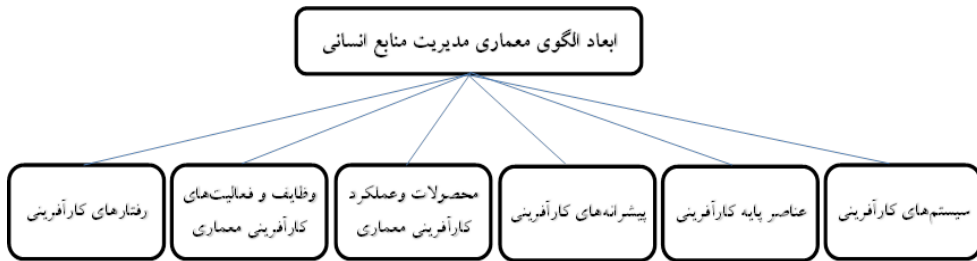 ابعاد الگوی معماری مدیریت منابع انسانی
سیستم‌های کارآفرینی
عناصر پایه کارآفرینی
پیشرانه‌های کارآفرینی
محصولات وعملکرد
کارآفرینی معماری
وظایف و فعالیت‌های
کارآفرینی معماری
رفتارهای کارآفرینی